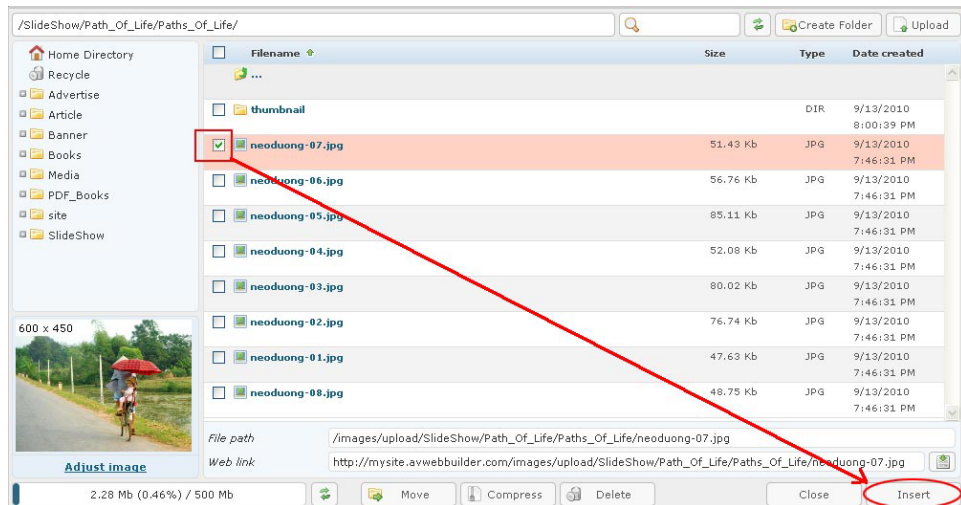 /SlideShow/Path_Of_Life/Paths_Of_Life/
Create Folder
Upload
Home Directory
Recycle
Advertise
Article
Banner
Books
Media
PDF_Books
site
SlideShow
Filename Size Type Date created
...
thumbnail DIR 9/13/2010
8:00:39 PM
neoduong-07.jpg 51.43 Kb JPG 9/13/2010
7:46:31 PM
neoduong-06.jpg 56.76 Kb JPG 9/13/2010
7:46:31 PM
neoduong-05.jpg 85.11 Kb JPG 9/13/2010
7:46:31 PM
neoduong-04.jpg 52.08 Kb JPG 9/13/2010
7:46:31 PM
neoduong-03.jpg 80.02 Kb JPG 9/13/2010
7:46:31 PM
neoduong-02.jpg 76.74 Kb JPG 9/13/2010
7:46:31 PM
neoduong-01.jpg 47.63 Kb JPG 9/13/2010
7:46:31 PM
neoduong-08.jpg 48.75 Kb JPG 9/13/2010
7:46:31 PM
600 x 450
Adjust image
File path /images/upload/SlideShow/Path_Of_Life/Paths_Of_Life/neoduong-07.jpg
Web link http://mysite.avwebbuilder.com/images/upload/SlideShow/Path_Of_Life/Paths_Of_Life/neoduong-07.jpg
2.28 Mb (0.46%) / 500 Mb
Move
Compress
Delete
Close
Insert